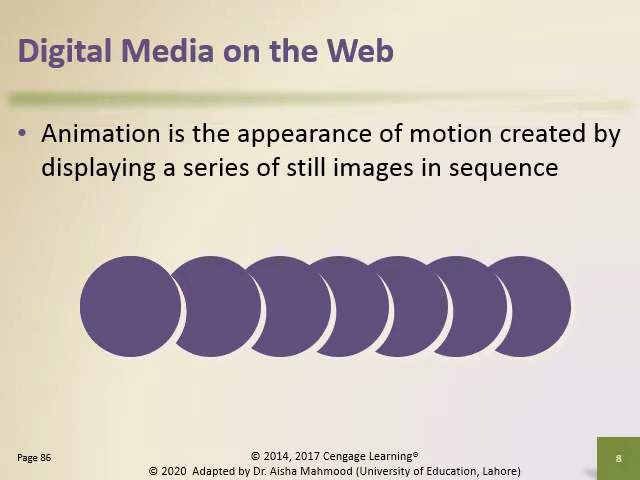 Digital Media on the Web
• Animation is the appearance of motion created by
displaying a series of still images in sequence
Page 86
© 2014, 2017 Cengage Learning®
© 2020  Adapted by Dr. Aisha Mahmood (University of Education, Lahore)
8